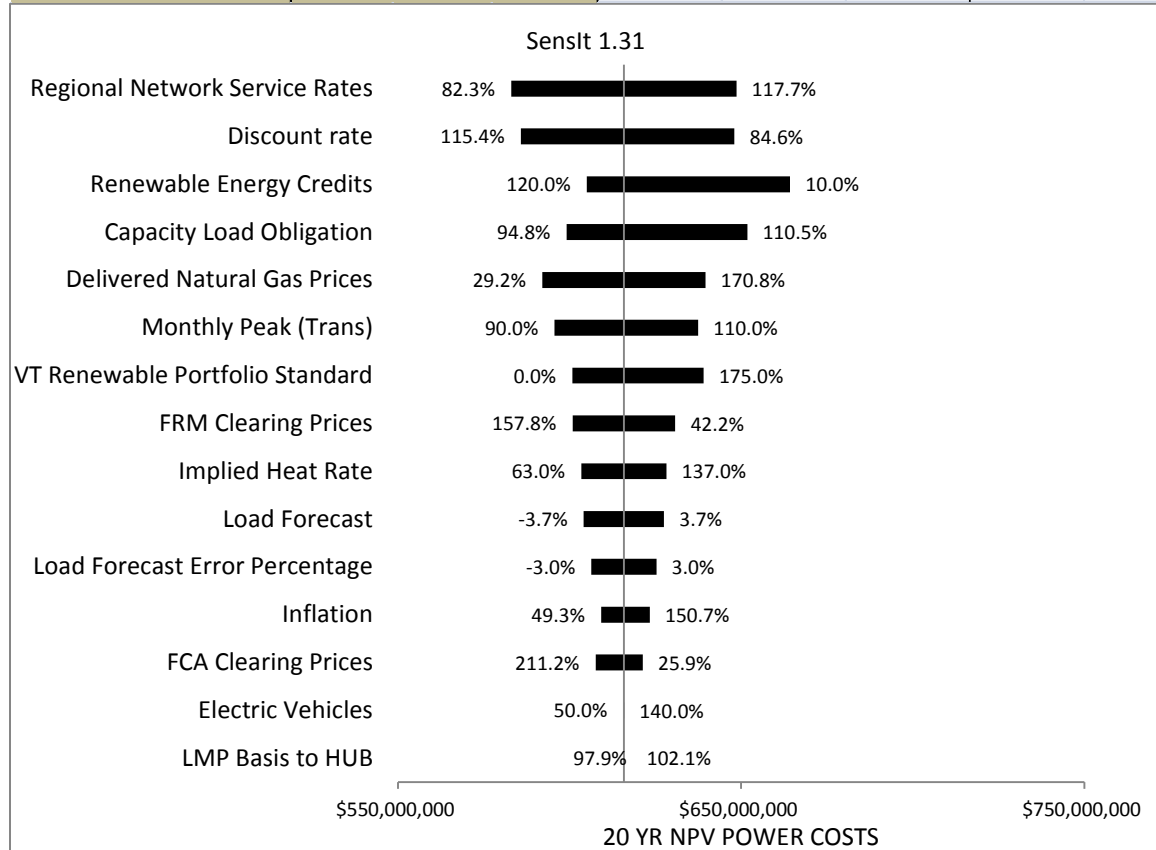 SensIt 1.31
Regional Network Service Rates 82.3% 117.7%
Discount rate 115.4% 84.6%
Renewable Energy Credits 120.0% 10.0%
Capacity Load Obligation 94.8% 110.5%
Delivered Natural Gas Prices 29.2% 170.8%
Monthly Peak (Trans) 90.0% 110.0%
VT Renewable Portfolio Standard 0.0% 175.0%
FRM Clearing Prices 157.8% 42.2%
Implied Heat Rate 63.0% 137.0%
Load Forecast -3.7% 3.7%
Load Forecast Error Percentage -3.0% 3.0%
Inflation 49.3% 150.7%
FCA Clearing Prices 211.2% 25.9%
Electric Vehicles 50.0% 140.0%
LMP Basis to HUB 97.9% 102.1%
$550,000,000 $650,000,000 $750,000,000
20 YR NPV POWER COSTS